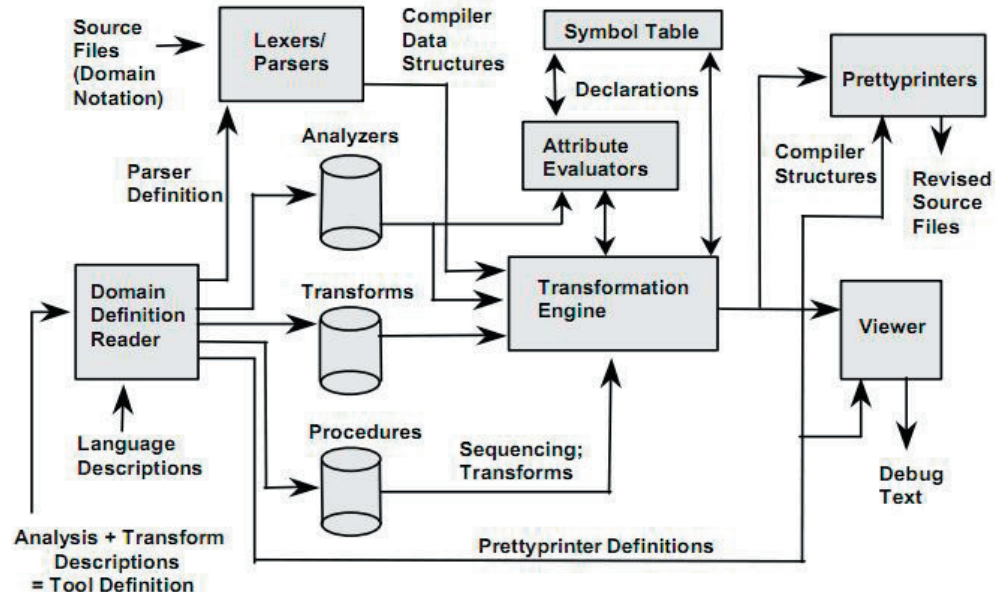 Source
Files
(Domain
Notation)
Lexers/
Parsers
Compiler
Data
Structures
Symbol Table
Declarations
Prettyprinters
Analyzers
Attribute
Evaluators
Parser
Definition
Compiler
Structures
Revised
Source
Files
Domain
Definition
Reader
Transforms
Transformation
Engine
Viewer
Language
Descriptions
Procedures
Sequencing;
Transforms
Debug
Text
Analysis + Transform
Descriptions
= Tool Definition
Prettyprinter Definitions